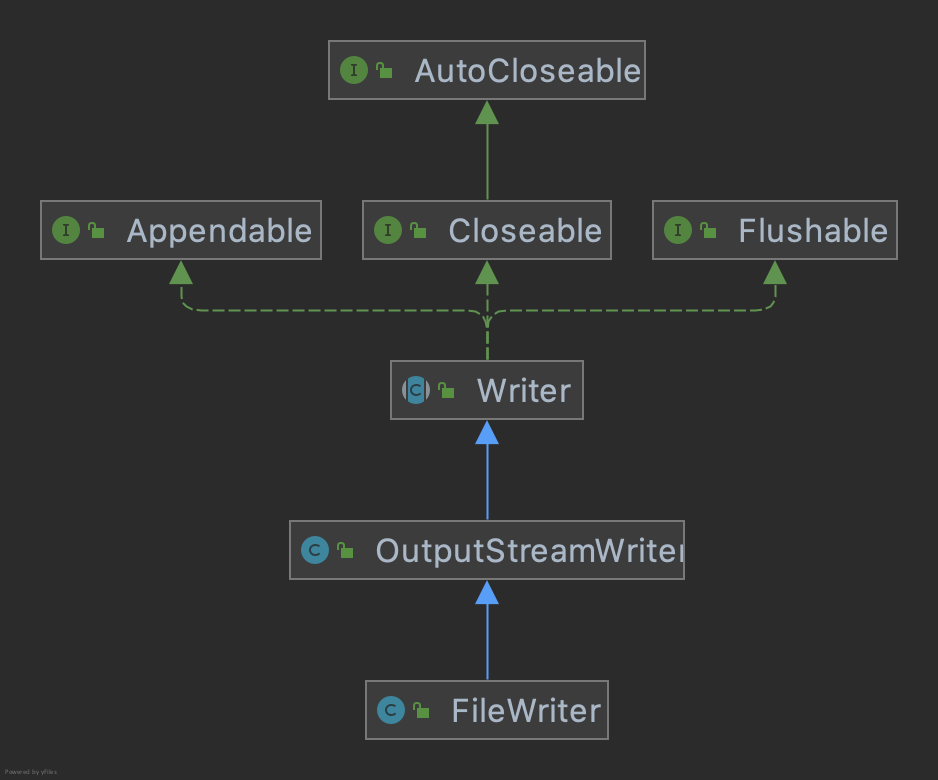 I AutoCloseable
I Appendable
I Closeable
I Flushable
C Writer
C OutputStreamWriter
C FileWriter
Powered by yFiles